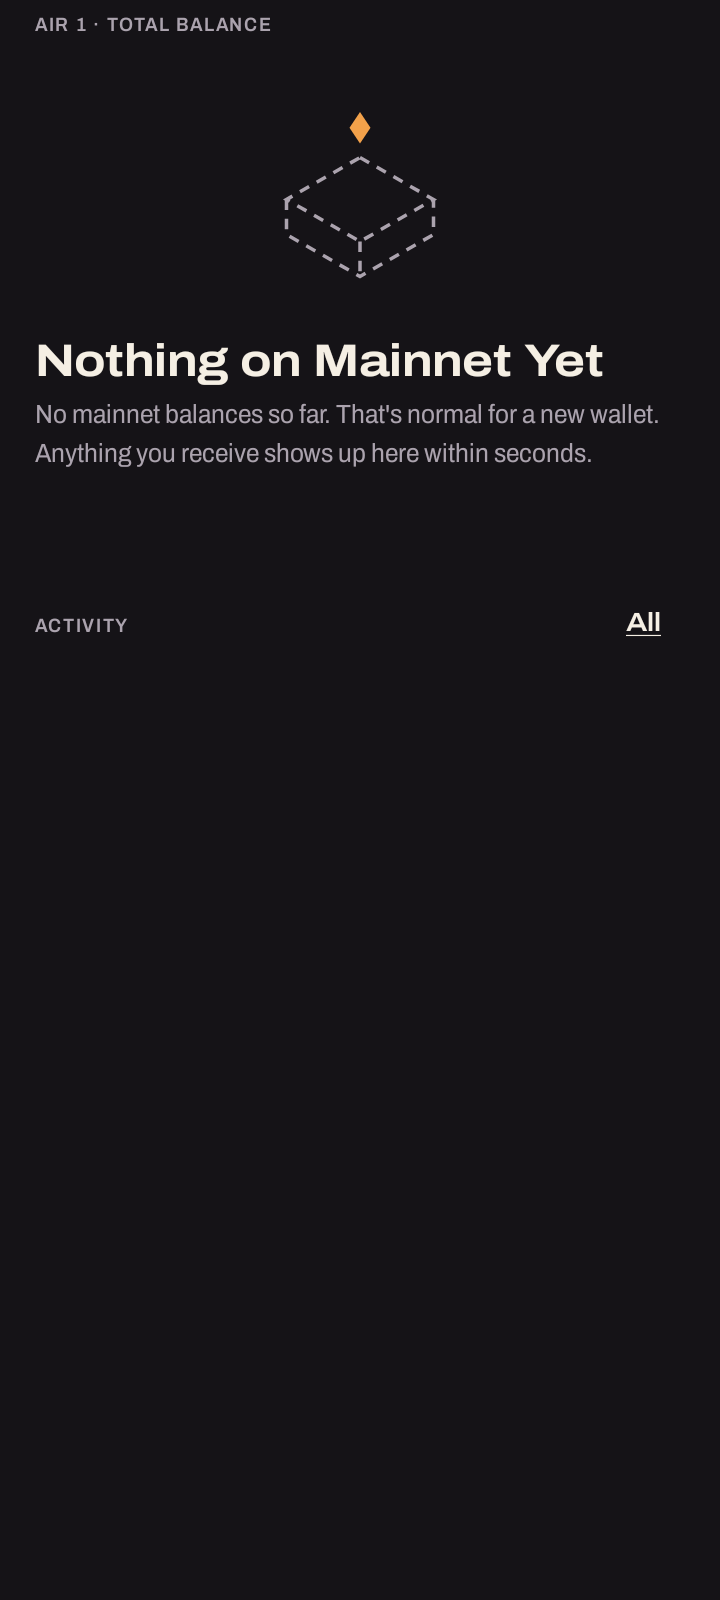 AIR 1 · TOTAL BALANCE
Nothing on Mainnet Yet
No mainnet balances so far. That's normal for a new wallet.
Anything you receive shows up here within seconds.
ACTIVITY
All